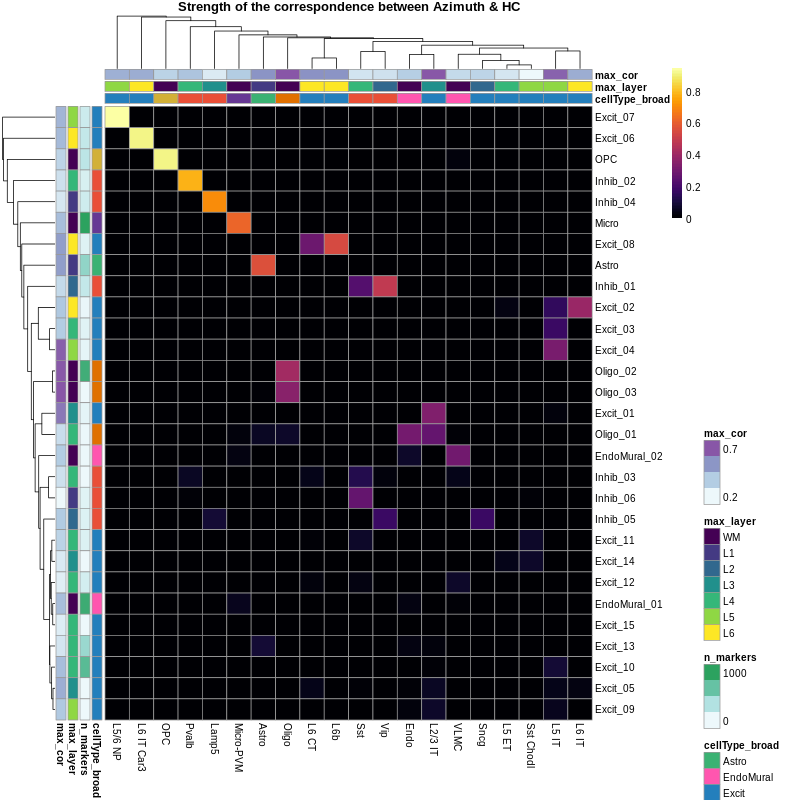 Strength of the correspondence between Azimuth & HC
max_cor
max_layer
cellType_broad
0.8
0.6
0.4
0.2
0
Excit_07
Excit_06
OPC
Inhib_02
Inhib_04
Micro
Excit_08
Astro
Inhib_01
Excit_02
Excit_03
Excit_04
Oligo_02
Oligo_03
Excit_01
Oligo_01
EndoMural_02
Inhib_03
Inhib_06
Inhib_05
Excit_11
Excit_14
Excit_12
EndoMural_01
Excit_15
Excit_13
Excit_10
Excit_05
Excit_09
max_cor
max_layer
n_markers
cellType_broad
L5/6 NP
L6 IT Car3
OPC
Pvalb
Lamp5
Micro-PVM
Astro
Oligo
L6 CT
L6b
Sst
Vip
Endo
L2/3 IT
VLMC
Sncg
L5 ET
Sst Chodl
L5 IT
L6 IT
max_cor
0.7
0.2
max_layer
WM
L1
L2
L3
L4
L5
L6
n_markers
1000
0
cellType_broad
Astro
EndoMural
Excit